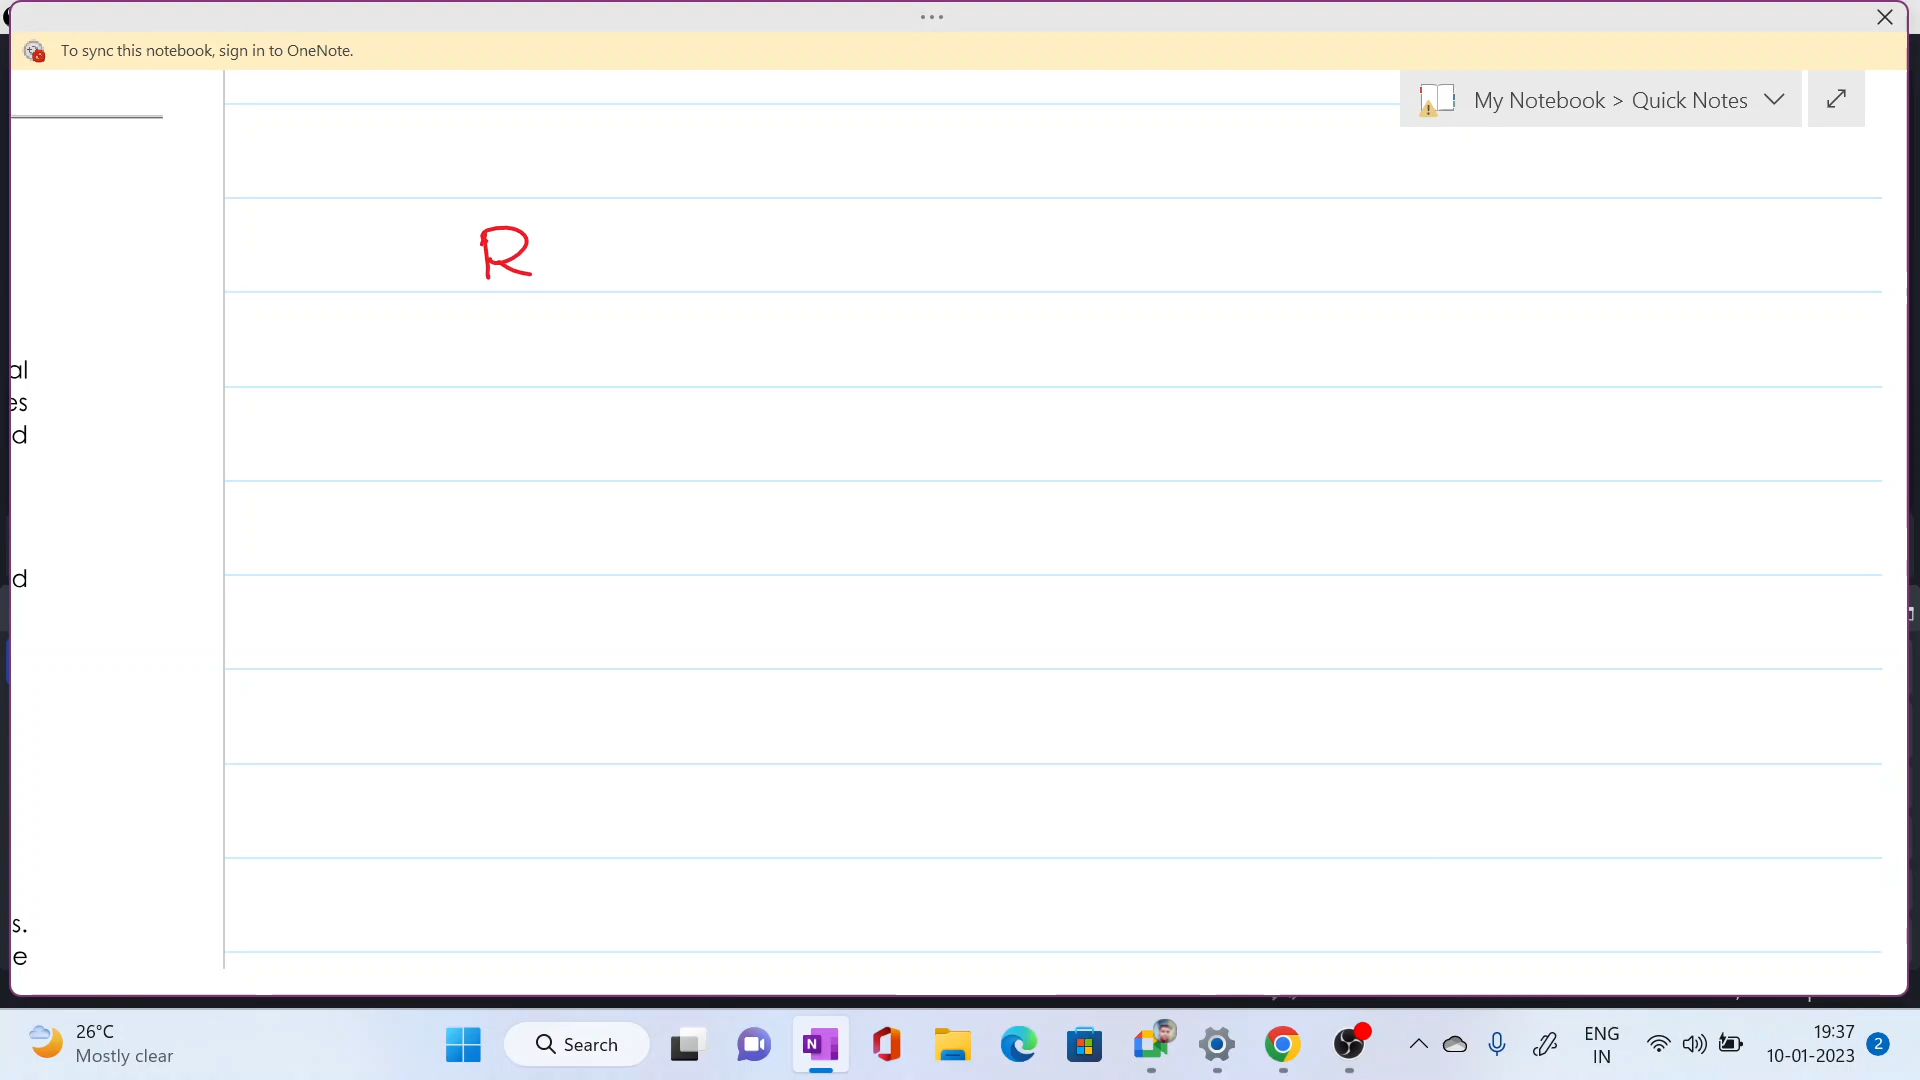 To sync this notebook, sign in to OneNote.
My Notebook > Quick Notes
R
al
es
d
d
s.
e
26°C
Mostly clear
Search
ENG
IN
19:37
10-01-2023
2